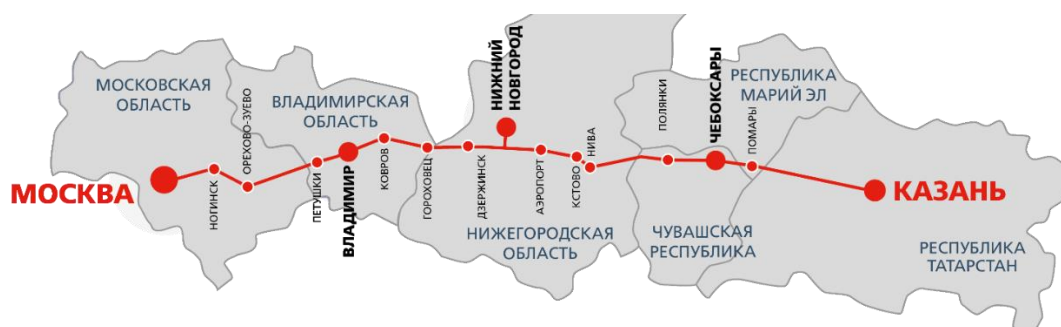 МОСКОВСКАЯ
ОБЛАСТЬ
ВЛАДИМИРСКАЯ
ОБЛАСТЬ
НИЖНИЙ
НОВГОРОД
РЕСПУБЛИКА
МАРИЙ ЭЛ
МОСКВА
НОГИНСК
ОРЕХОВО-ЗУЕВО
ПЕТУШКИ
ВЛАДИМИР
КОВРОВ
ГОРОХОВЕЦ
ДЗЕРЖИНСК
АЭРОПОРТ
КСТОВО
НИВА
ПОЛЯНКИ
ЧЕБОКСАРЫ
ПОМАРЫ
КАЗАНЬ
НИЖЕГОРОДСКАЯ
ОБЛАСТЬ
ЧУВАШСКАЯ
РЕСПУБЛИКА
РЕСПУБЛИКА
ТАТАРСТАН